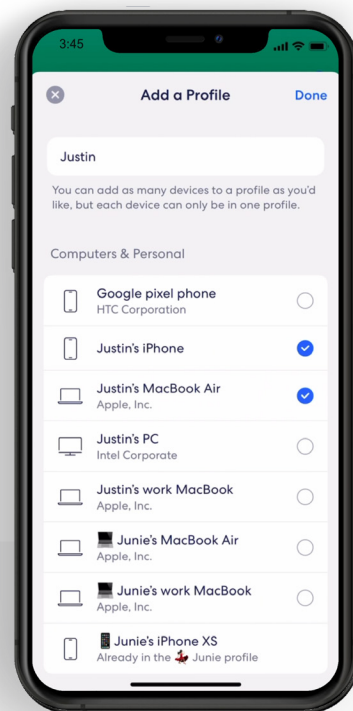 3:45
Add a Profile
Done
Justin
You can add as many devices to a profile as you'd
like, but each device can only be in one profile.
Computers & Personal
Google pixel phone
HTC Corporation
Justin's iPhone
Justin's MacBook Air
Apple, Inc.
Justin's PC
Intel Corporate
Justin's work MacBook
Apple, Inc.
💻 Junie's MacBook Air
Apple, Inc.
💻 Junie's work MacBook
Apple, Inc.
📱 Junie's iPhone XS
Already in the 💃 Junie profile